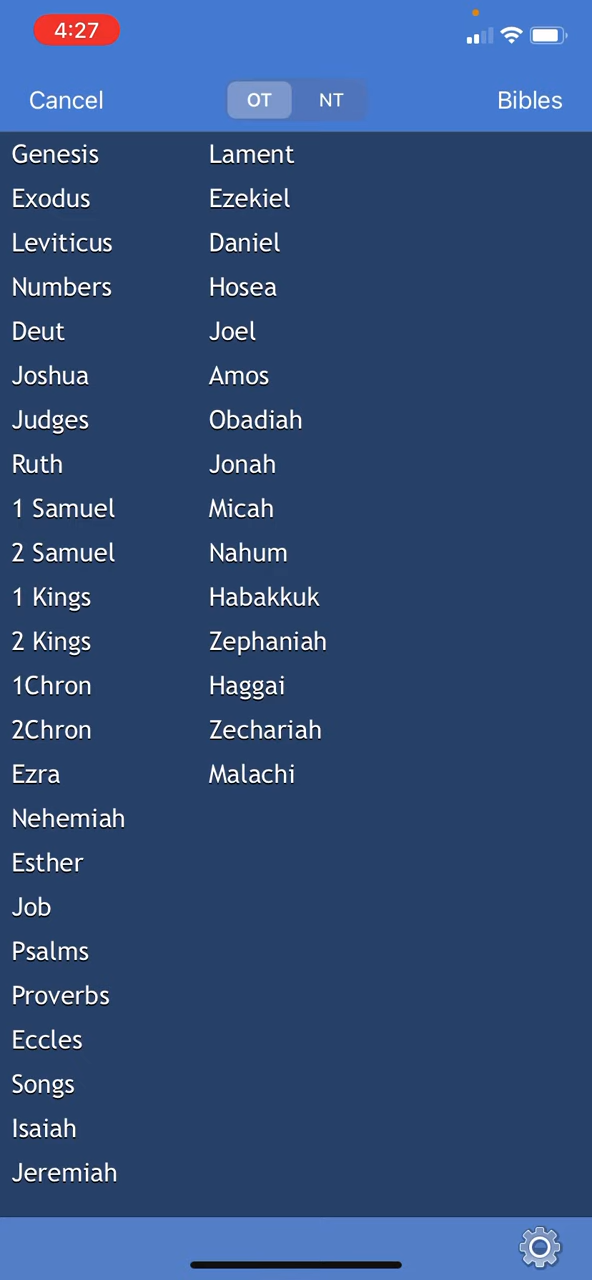 4:27
Cancel
OT
NT
Bibles
Genesis
Exodus
Leviticus
Numbers
Deut
Joshua
Judges
Ruth
1 Samuel
2 Samuel
1 Kings
2 Kings
1Chron
2Chron
Ezra
Nehemiah
Esther
Job
Psalms
Proverbs
Eccles
Songs
Isaiah
Jeremiah
Lament
Ezekiel
Daniel
Hosea
Joel
Amos
Obadiah
Jonah
Micah
Nahum
Habakkuk
Zephaniah
Haggai
Zechariah
Malachi